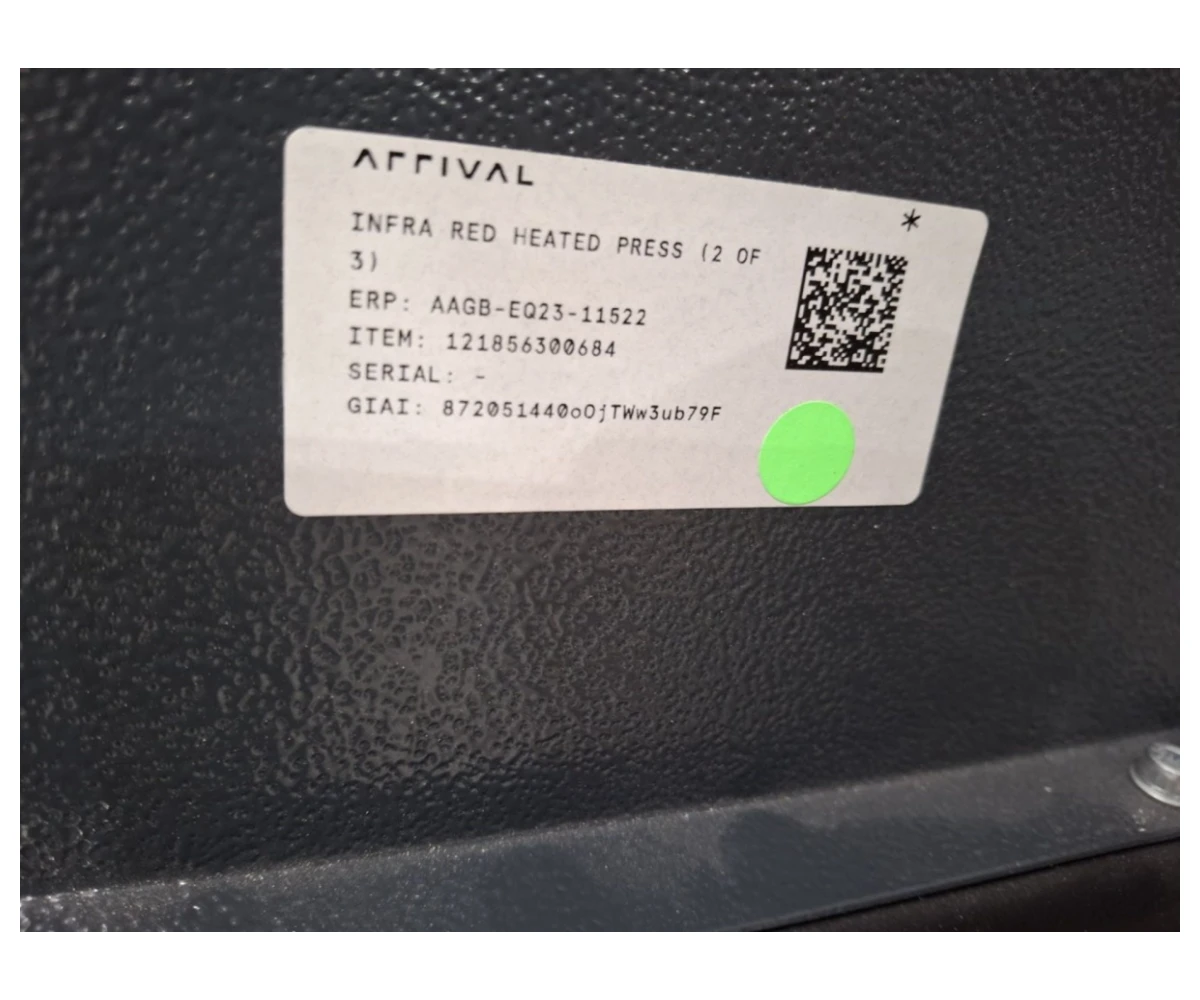 ARRIVAL
*
INFRA RED HEATED PRESS (2 OF
3)
ERP: AAGB-EQ23-11522
ITEM: 121856300684
SERIAL: -
GIAI: 872051440oOjTWw3ub79F